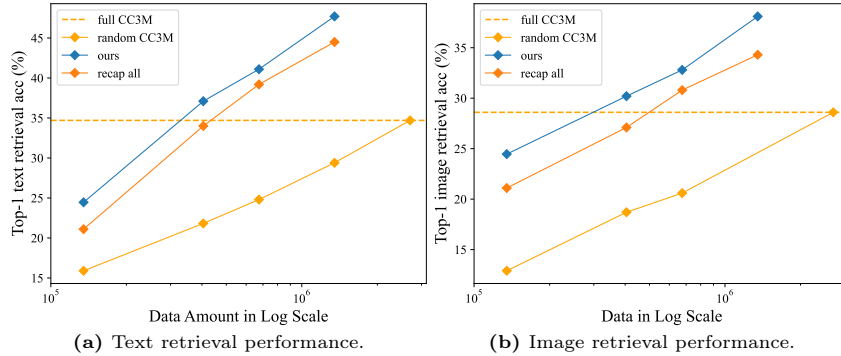 full CC3M
random CC3M
ours
recap all
Top-1 text retrieval acc (%)
45
40
35
30
25
20
15
10^5
10^6
Data Amount in Log Scale
(a) Text retrieval performance.
full CC3M
random CC3M
ours
recap all
Top-1 image retrieval acc (%)
35
30
25
20
15
10^5
10^6
Data in Log Scale
(b) Image retrieval performance.